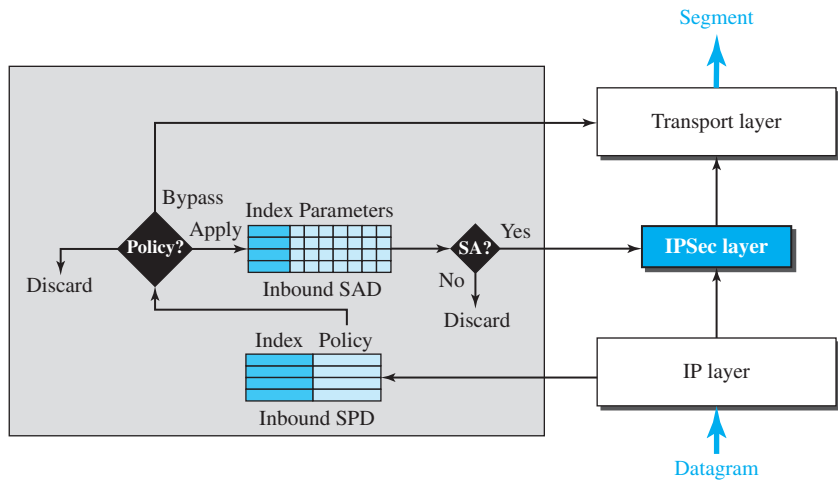 Segment
Transport layer
Bypass
Index Parameters
Policy?
Apply
SA?
Yes
IPSec layer
Discard
Inbound SAD
No
Discard
Index Policy
IP layer
Inbound SPD
Datagram